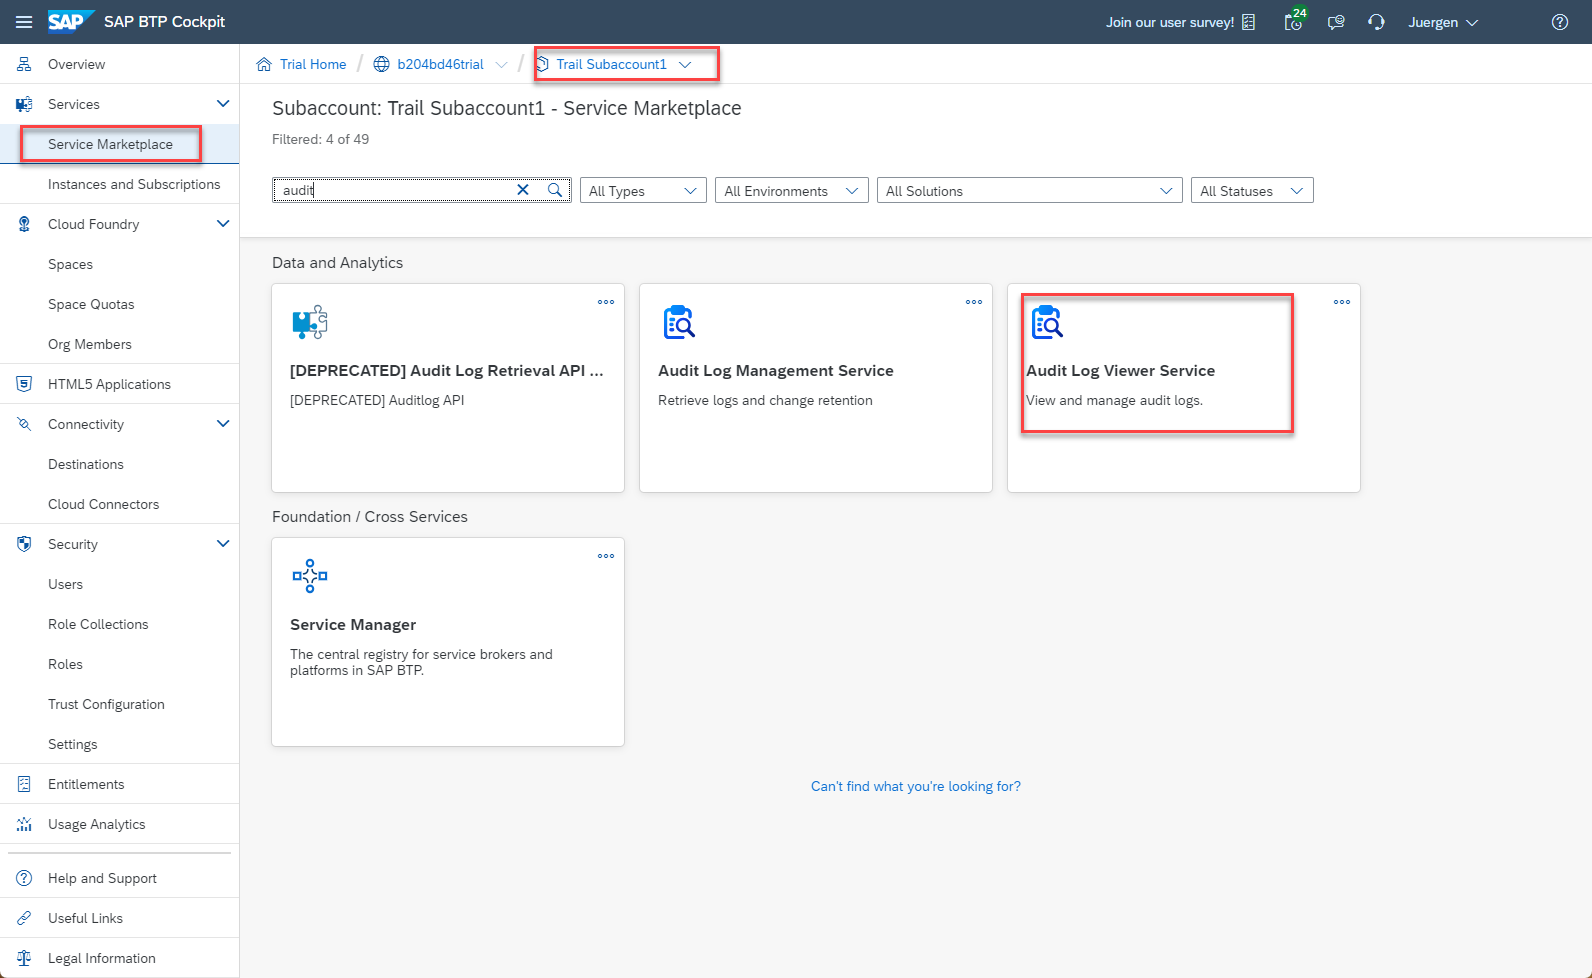 SAP
SAP BTP Cockpit
Join our user survey!
24
Juergen
Overview
Services
Service Marketplace
Instances and Subscriptions
Cloud Foundry
Spaces
Space Quotas
Org Members
HTML5 Applications
Connectivity
Destinations
Cloud Connectors
Security
Users
Role Collections
Roles
Trust Configuration
Settings
Entitlements
Usage Analytics
Help and Support
Useful Links
Legal Information
Trial Home / b204bd46trial / Trail Subaccount1
Subaccount: Trail Subaccount1 - Service Marketplace
Filtered: 4 of 49
audit
All Types
All Environments
All Solutions
All Statuses
Data and Analytics
[DEPRECATED] Audit Log Retrieval API ...
[DEPRECATED] Auditlog API
Audit Log Management Service
Retrieve logs and change retention
Audit Log Viewer Service
View and manage audit logs.
Foundation / Cross Services
Service Manager
The central registry for service brokers and
platforms in SAP BTP.
Can't find what you're looking for?